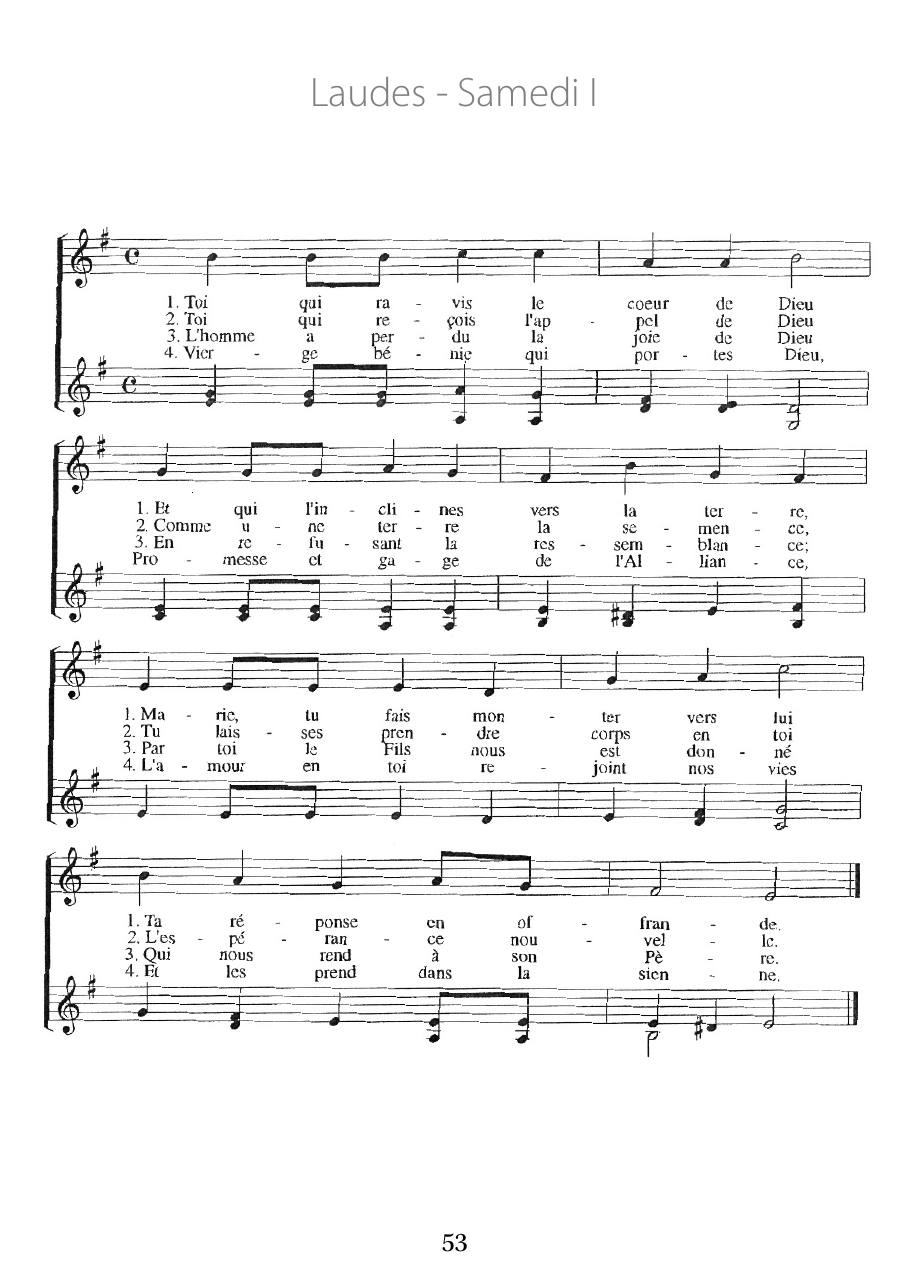 Laudes - Samedi I
1. Toi qui ra - vis le coeur de Dieu
2. Toi qui re - çois l'ap - pel de Dieu
3. L'homme a per - du la joie de Dieu
4. Vier - ge bé - nie qui por - tes Dieu,
1. Et qui l'in - cli - nes vers la ter - re,
2. Comme u - ne ter - re la se - men - ce,
3. En re - fu - sant la res - sem - blan - ce;
Pro - messe et ga - ge de l'Al - lian - ce,
1. Ma - rie, tu fais mon - ter vers lui
2. Tu lais - ses pren - dre corps en toi
3. Par toi le Fils nous est don - né
4. L'a - mour en toi re - joint nos vies
1. Ta ré - ponse en of - fran - de.
2. L'es - pé - ran - ce nou - vel - le.
3. Qui nous rend à son Pè - re.
4. Et les prend dans la sien - ne.
53